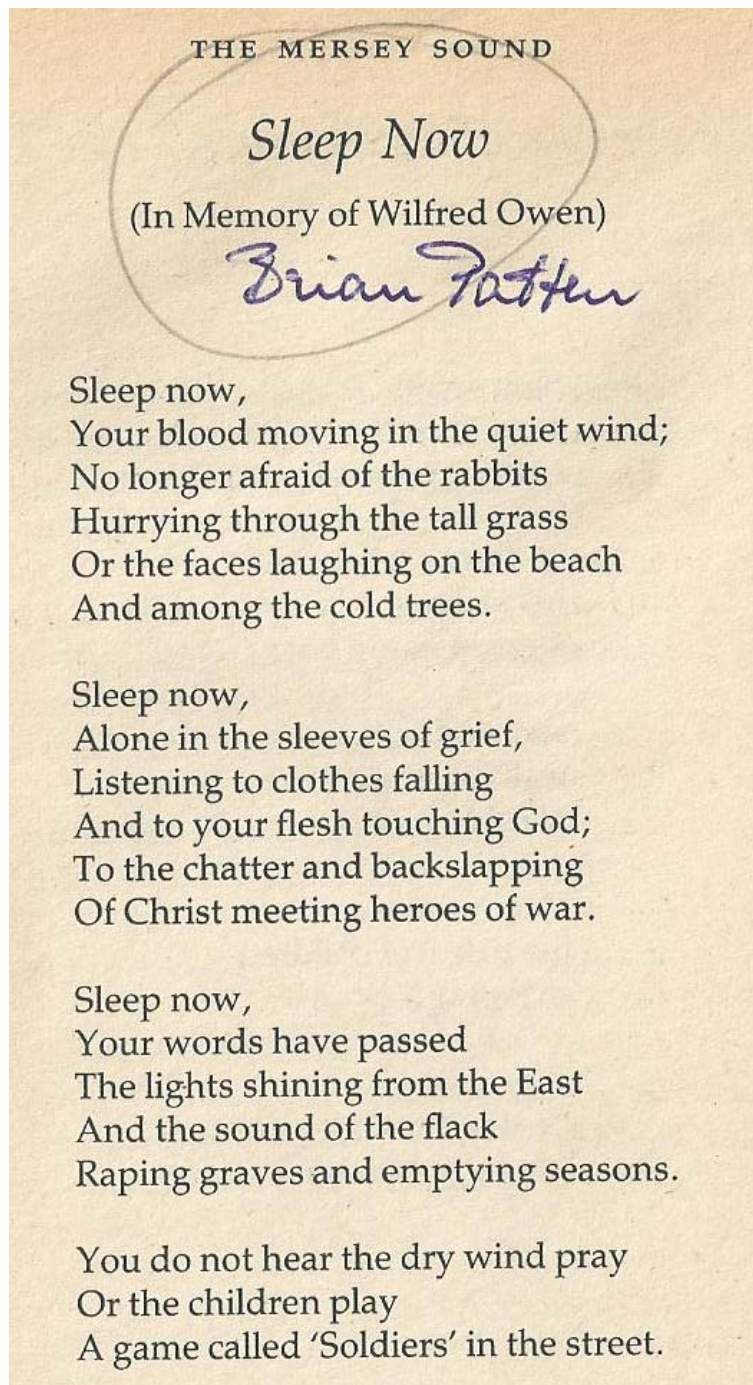 THE MERSEY SOUND
Sleep Now
(In Memory of Wilfred Owen)
Brian Patten
Sleep now,
Your blood moving in the quiet wind;
No longer afraid of the rabbits
Hurrying through the tall grass
Or the faces laughing on the beach
And among the cold trees.
Sleep now,
Alone in the sleeves of grief,
Listening to clothes falling
And to your flesh touching God;
To the chatter and backslapping
Of Christ meeting heroes of war.
Sleep now,
Your words have passed
The lights shining from the East
And the sound of the flack
Raping graves and emptying seasons.
You do not hear the dry wind pray
Or the children play
A game called 'Soldiers' in the street.